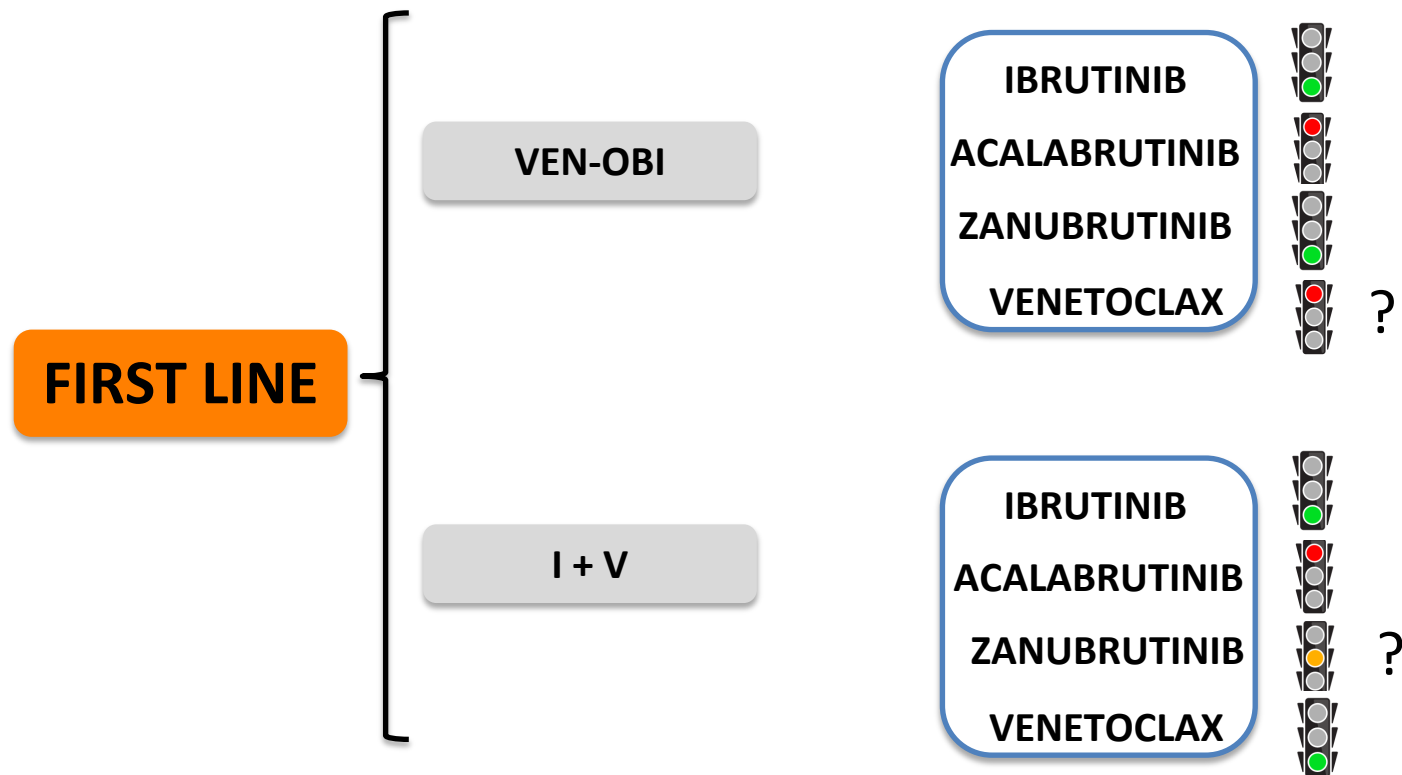 FIRST LINE
VEN-OBI
IBRUTINIB
ACALABRUTINIB
ZANUBRUTINIB
VENETOCLAX
?
I + V
IBRUTINIB
ACALABRUTINIB
ZANUBRUTINIB
?
VENETOCLAX